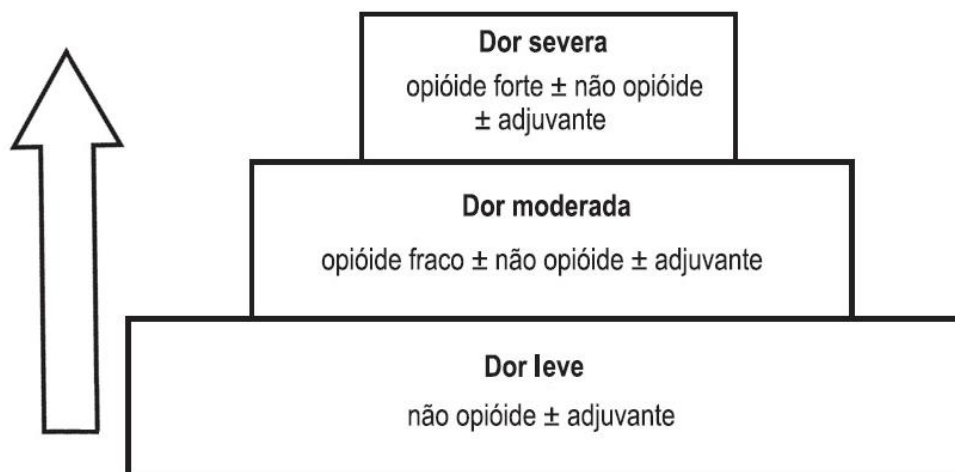 Dor severa
opióide forte ± não opióide
± adjuvante
Dor moderada
opióide fraco ± não opióide ± adjuvante
Dor leve
não opióide ± adjuvante